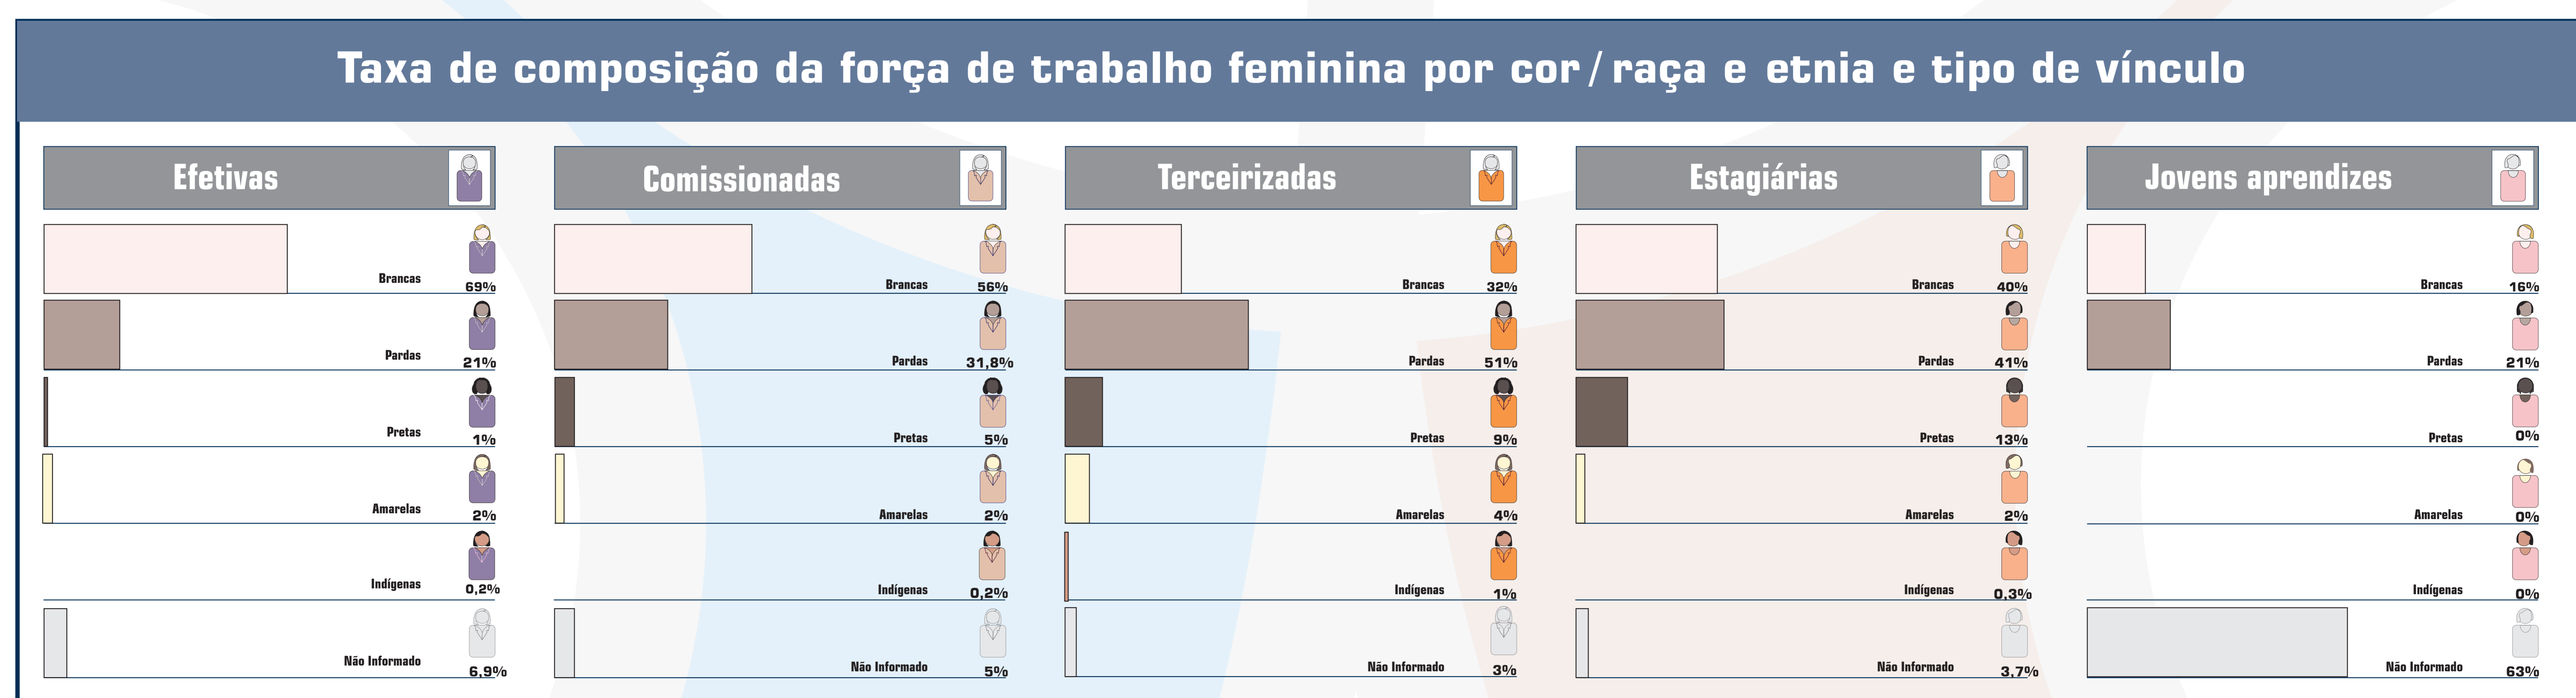 Taxa de composição da força de trabalho feminina por cor/raça e etnia e tipo de vínculo
Efetivas
Brancas 69%
Pardas 21%
Pretas 1%
Amarelas 2%
Indígenas 0,2%
Não Informado 6,9%
Comissionadas
Brancas 56%
Pardas 31,8%
Pretas 5%
Amarelas 2%
Indígenas 0,2%
Não Informado 5%
Terceirizadas
Brancas 32%
Pardas 51%
Pretas 9%
Amarelas 4%
Indígenas 1%
Não Informado 3%
Estagiárias
Brancas 40%
Pardas 41%
Pretas 13%
Amarelas 2%
Indígenas 0,3%
Não Informado 3,7%
Jovens aprendizes
Brancas 16%
Pardas 21%
Pretas 0%
Amarelas 0%
Indígenas 0%
Não Informado 63%